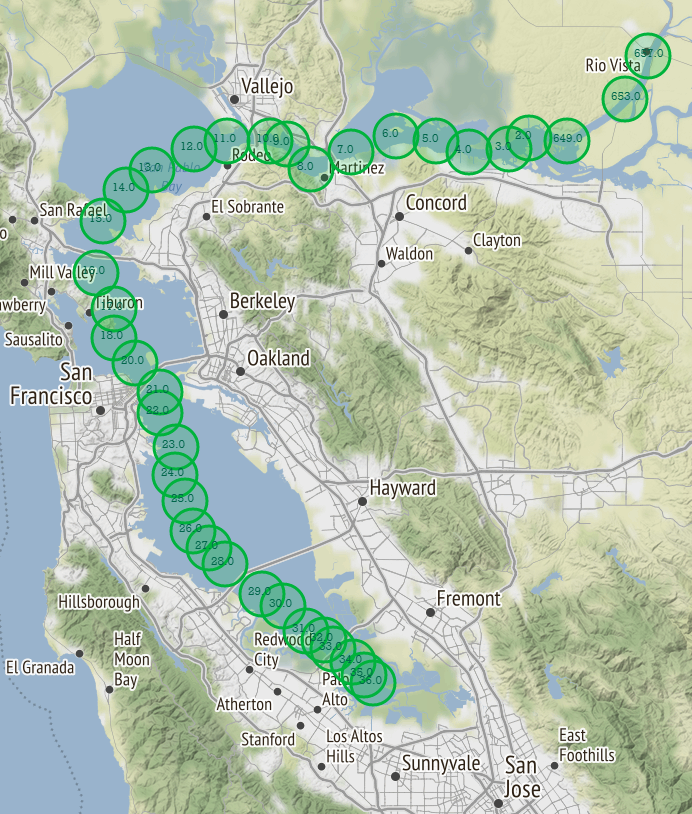 657.0
Rio Vista
653.0
Vallejo
11.0
10.0
9.0
12.0
Rodeo
13.0
Bay
14.0
8.0
Martinez
7.0
6.0
5.0
4.0
3.0
2.0
649.0
San Rafael
15.0
El Sobrante
Concord
Clayton
Waldon
Mill Valley
16.0
Tiburon
Sausalito
18.0
Berkeley
20.0
Oakland
San
Francisco
21.0
22.0
23.0
24.0
25.0
26.0
27.0
28.0
Hayward
29.0
30.0
Hillsborough
Fremont
31.0
32.0
33.0
Redwood
City
34.0
35.0
36.0
Half
Moon
Bay
El Granada
Atherton
Alto
Stanford
Los Altos
Hills
Sunnyvale
East
Foothills
San
Jose